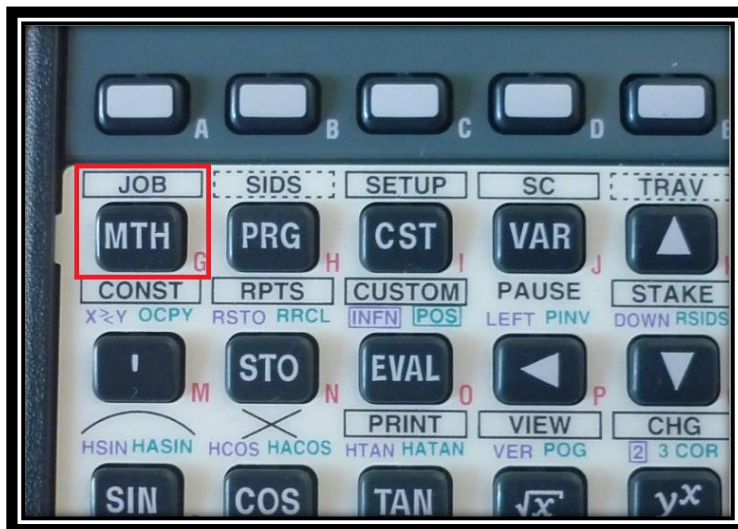 A B C D E
JOB SIDS SETUP SC TRAV
MTH PRG CST VAR
G H I J
CONST RPTS CUSTOM PAUSE STAKE
X≷Y OCPY RSTO RRCL INFN POS LEFT PINV DOWN RSIDS
' STO EVAL
M N O P
PRINT VIEW CHG
HSIN HASIN HCOS HACOS HTAN HATAN VER POG 2 3 COR
SIN COS TAN √x yˣ